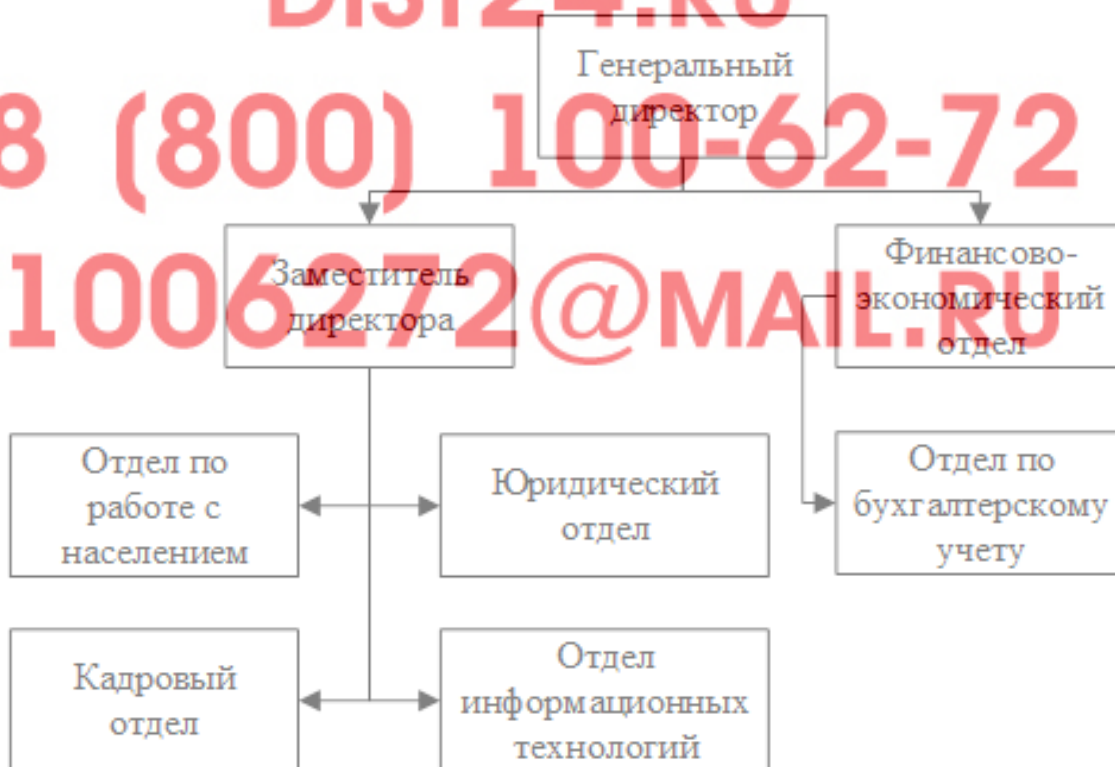 DIST24.RU
Генеральный
директор
8 (800) 100-62-72
Заместитель
директора
Финансово-
экономический
отдел
1006272@MAIL.RU
Отдел по
работе с
населением
Юридический
отдел
Отдел по
бухгалтерскому
учету
Кадровый
отдел
Отдел
информационных
технологий